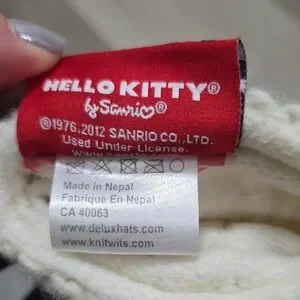 HELLO KITTY®
by Sanrio®
©1976, 2012 SANRIO CO., LTD.
Used Under License.
Made in Nepal
Fabrique En Nepal
CA 40063
www.deluxhats.com
www.knitwits.com